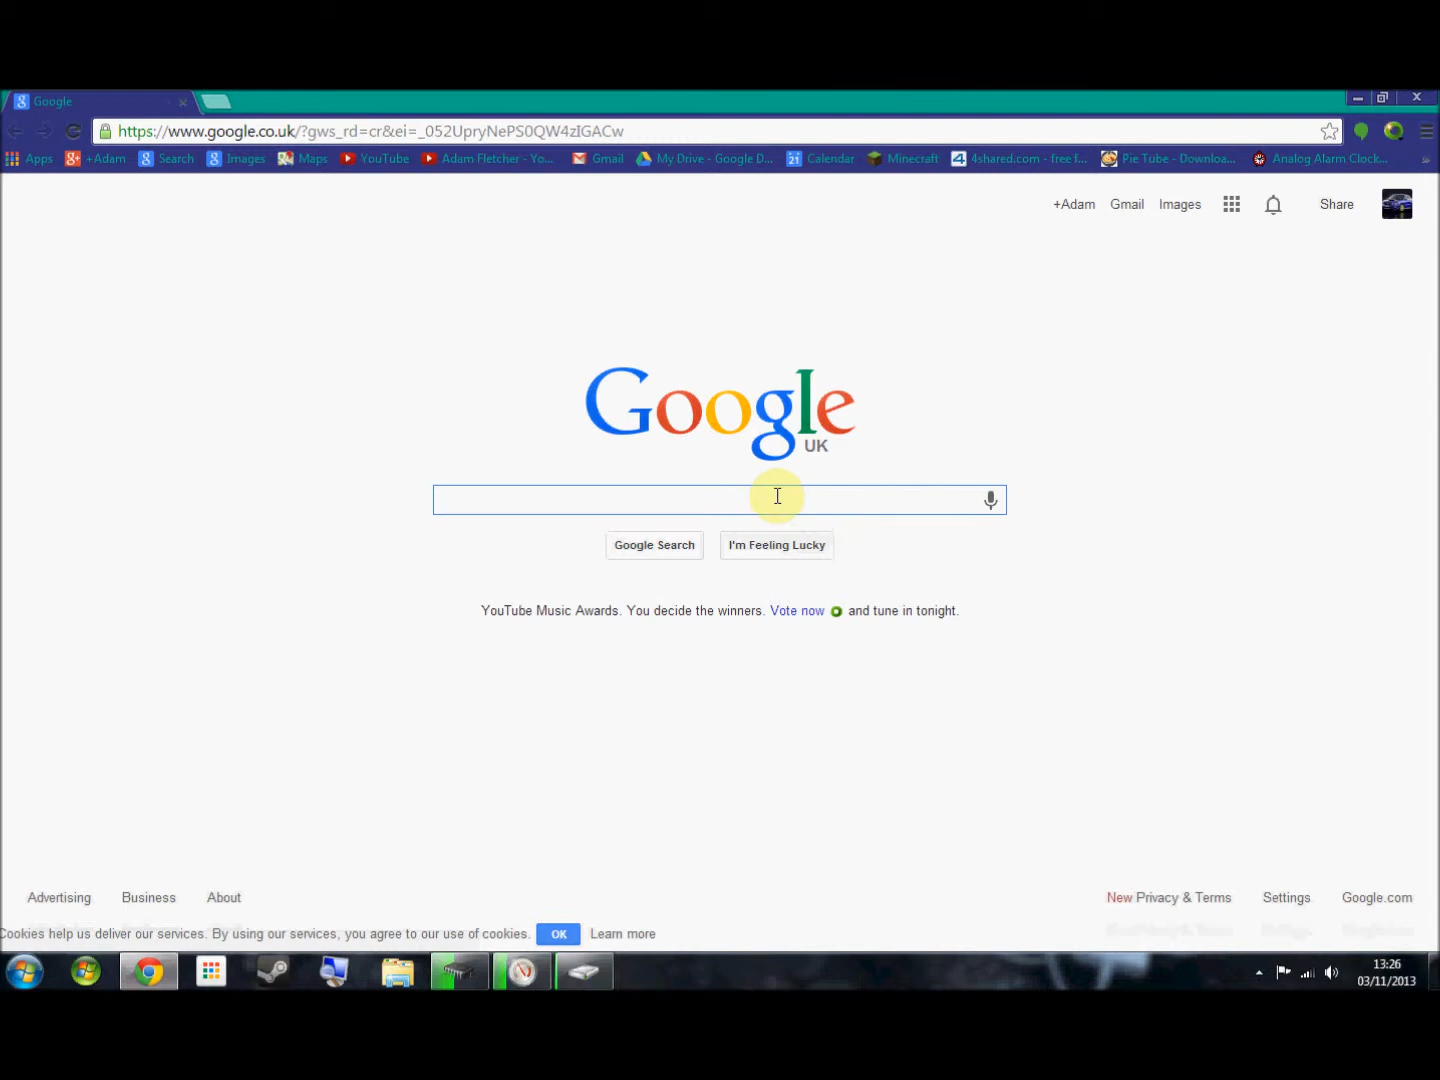 Google
https://www.google.co.uk/?gws_rd=cr&ei=_052UpryNePS0QW4zIGACw
Apps +Adam Search Images Maps YouTube Adam Fletcher - Yo... Gmail My Drive - Google D... 31 Calendar Minecraft 4shared.com - free f... Pie Tube - Downloa... Analog Alarm Clock...
+Adam Gmail Images Share
Google
UK
Google Search I'm Feeling Lucky
YouTube Music Awards. You decide the winners. Vote now and tune in tonight.
Advertising Business About New Privacy & Terms Settings Google.com
Cookies help us deliver our services. By using our services, you agree to our use of cookies. OK Learn more
13:26
03/11/2013